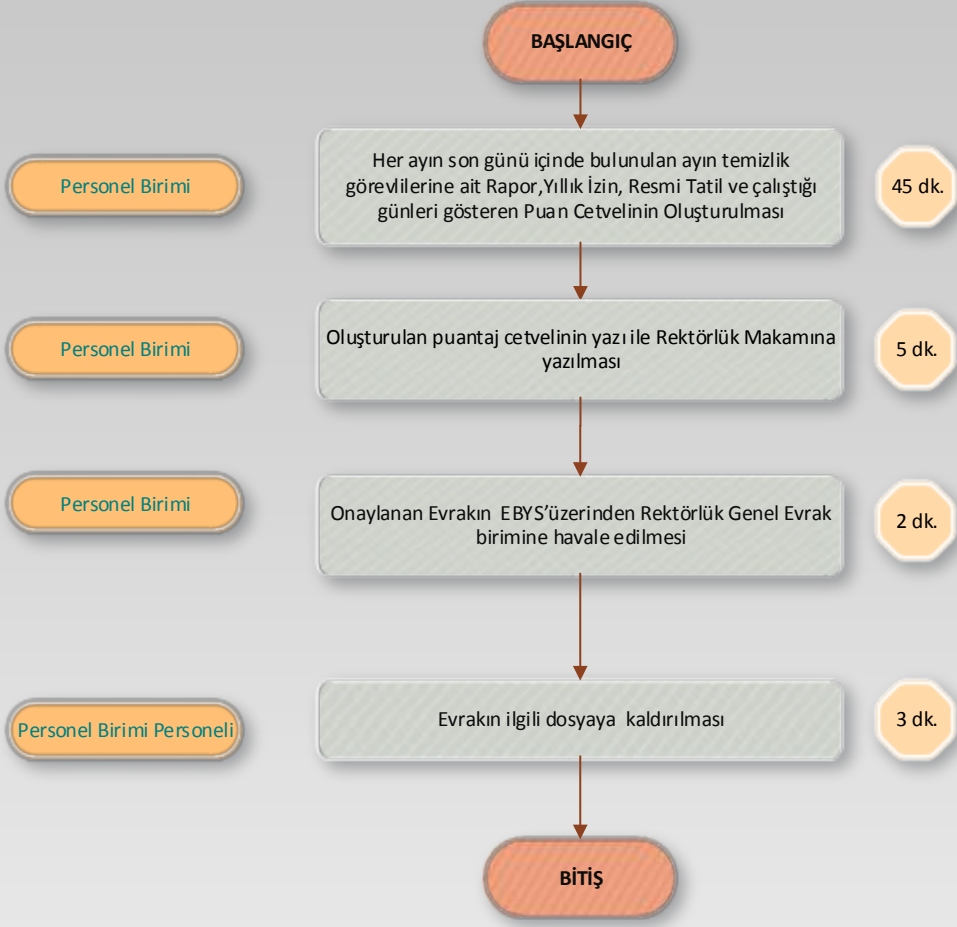 BAŞLANGIÇ
Personel Birimi
Her ayın son günü içinde bulunulan ayın temizlik
görevlilerine ait Rapor,Yıllık İzin, Resmi Tatil ve çalıştığı
günleri gösteren Puan Cetvelinin Oluşturulması
45 dk.
Personel Birimi
Oluşturulan puantaj cetvelinin yazı ile Rektörlük Makamına
yazılması
5 dk.
Personel Birimi
Onaylanan Evrakın EBYS’üzerinden Rektörlük Genel Evrak
birimine havale edilmesi
2 dk.
Personel Birimi Personeli
Evrakın ilgili dosyaya kaldırılması
3 dk.
BİTİŞ